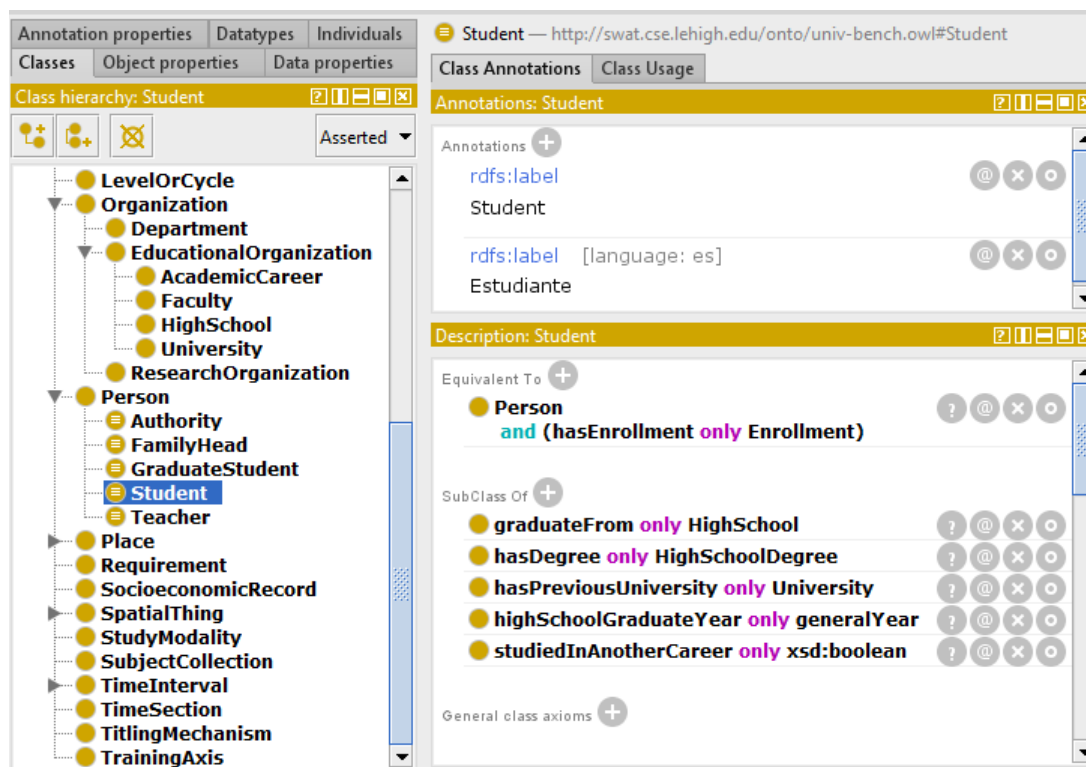 Annotation properties Datatypes Individuals
Classes Object properties Data properties
Class hierarchy: Student
Asserted
LevelOrCycle
Organization
Department
EducationalOrganization
AcademicCareer
Faculty
HighSchool
University
ResearchOrganization
Person
Authority
FamilyHead
GraduateStudent
Student
Teacher
Place
Requirement
SocioeconomicRecord
SpatialThing
StudyModality
SubjectCollection
TimeInterval
TimeSection
TitlingMechanism
TrainingAxis
Student — http://swat.cse.lehigh.edu/onto/univ-bench.owl#Student
Class Annotations Class Usage
Annotations: Student
Annotations
rdfs:label
Student
rdfs:label [language: es]
Estudiante
Description: Student
Equivalent To
Person
and (hasEnrollment only Enrollment)
SubClass Of
graduateFrom only HighSchool
hasDegree only HighSchoolDegree
hasPreviousUniversity only University
highSchoolGraduateYear only generalYear
studiedInAnotherCareer only xsd:boolean
General class axioms